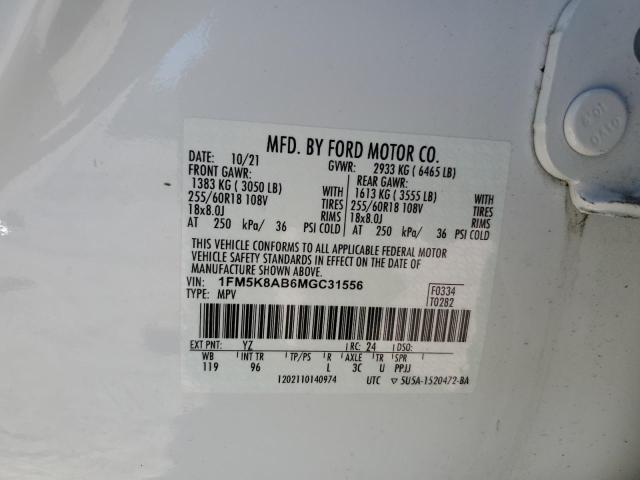 MFD. BY FORD MOTOR CO.
DATE: 10/21 GVWR: 2933 KG ( 6465 LB)
FRONT GAWR: REAR GAWR:
1383 KG ( 3050 LB) 1613 KG ( 3555 LB)
255/60R18 108V TIRES 255/60R18 108V TIRES
18x8.0J RIMS 18x8.0J RIMS
AT 250 kPa/ 36 PSI COLD AT 250 kPa/ 36 PSI COLD
THIS VEHICLE CONFORMS TO ALL APPLICABLE FEDERAL MOTOR
VEHICLE SAFETY STANDARDS IN EFFECT ON THE DATE OF
MANUFACTURE SHOWN ABOVE.
VIN: 1FM5K8AB6MGC31556 F0334
TYPE: MPV T0282
EXT PNT: YZ RC: 24 DSO:
WB INT TR TP/PS R AXLE TR SPR
119 96 L 3C U PPJJ
1202110140974 UTC ▽ 5U5A-1520472-BA